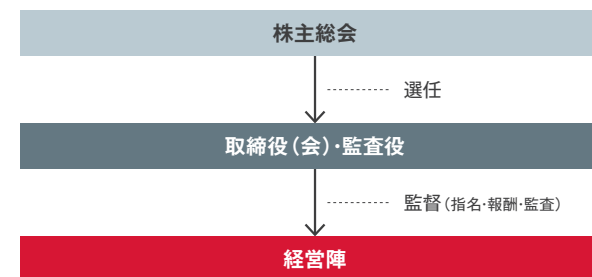 株主総会
選任
取締役（会）・監査役
監督（指名・報酬・監査）
経営陣